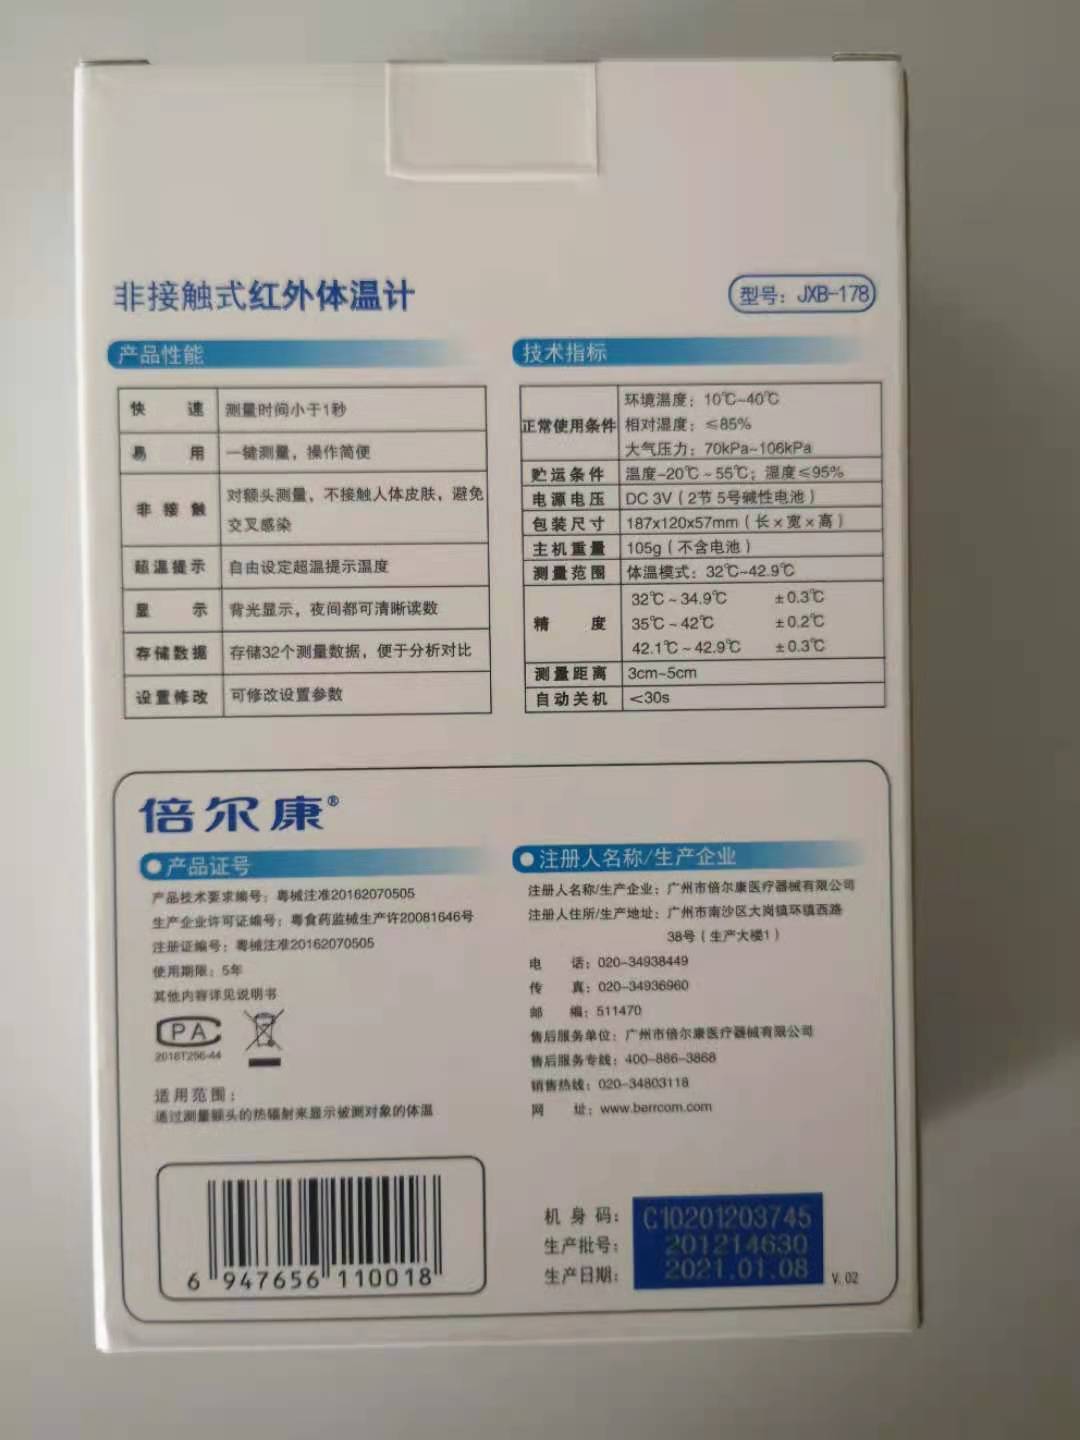 非接触式红外体温计
型号：JXB-178
产品性能
快 速 测量时间小于1秒
易 用 一键测量，操作简便
非接触 对额头测量，不接触人体皮肤，避免
交叉感染
超温提示 自由设定超温提示温度
显 示 背光显示，夜间都可清晰读数
存储数据 存储32个测量数据，便于分析对比
设置修改 可修改设置参数
技术指标
正常使用条件 环境温度：10℃~40℃
相对湿度：≤85%
大气压力：70kPa~106kPa
贮运条件 温度-20℃~55℃；湿度≤95%
电源电压 DC 3V（2节 5号碱性电池）
包装尺寸 187x120x57mm（长×宽×高）
主机重量 105g（不含电池）
测量范围 体温模式：32℃~42.9℃
精 度 32℃~34.9℃ ±0.3℃
35℃~42℃ ±0.2℃
42.1℃~42.9℃ ±0.3℃
测量距离 3cm~5cm
自动关机 <30s
倍尔康®
产品证号
产品技术要求编号：粤械注准20162070505
生产企业许可证编号：粤食药监械生产许20081646号
注册证编号：粤械注准20162070505
使用期限：5年
其他内容详见说明书
CPA
2016T256-44
适用范围：
通过测量额头的热辐射来显示被测对象的体温
注册人名称/生产企业
注册人名称/生产企业：广州市倍尔康医疗器械有限公司
注册人住所/生产地址：广州市南沙区大岗镇环镇西路
38号（生产大楼1）
电 话：020-34938449
传 真：020-34936960
邮 编：511470
售后服务单位：广州市倍尔康医疗器械有限公司
售后服务专线：400-886-3868
销售热线：020-34803118
网 址：www.berrcom.com
6 947656 110018
机 身 码：C10201203745
生产批号：201214630
生产日期：2021.01.08
V.02